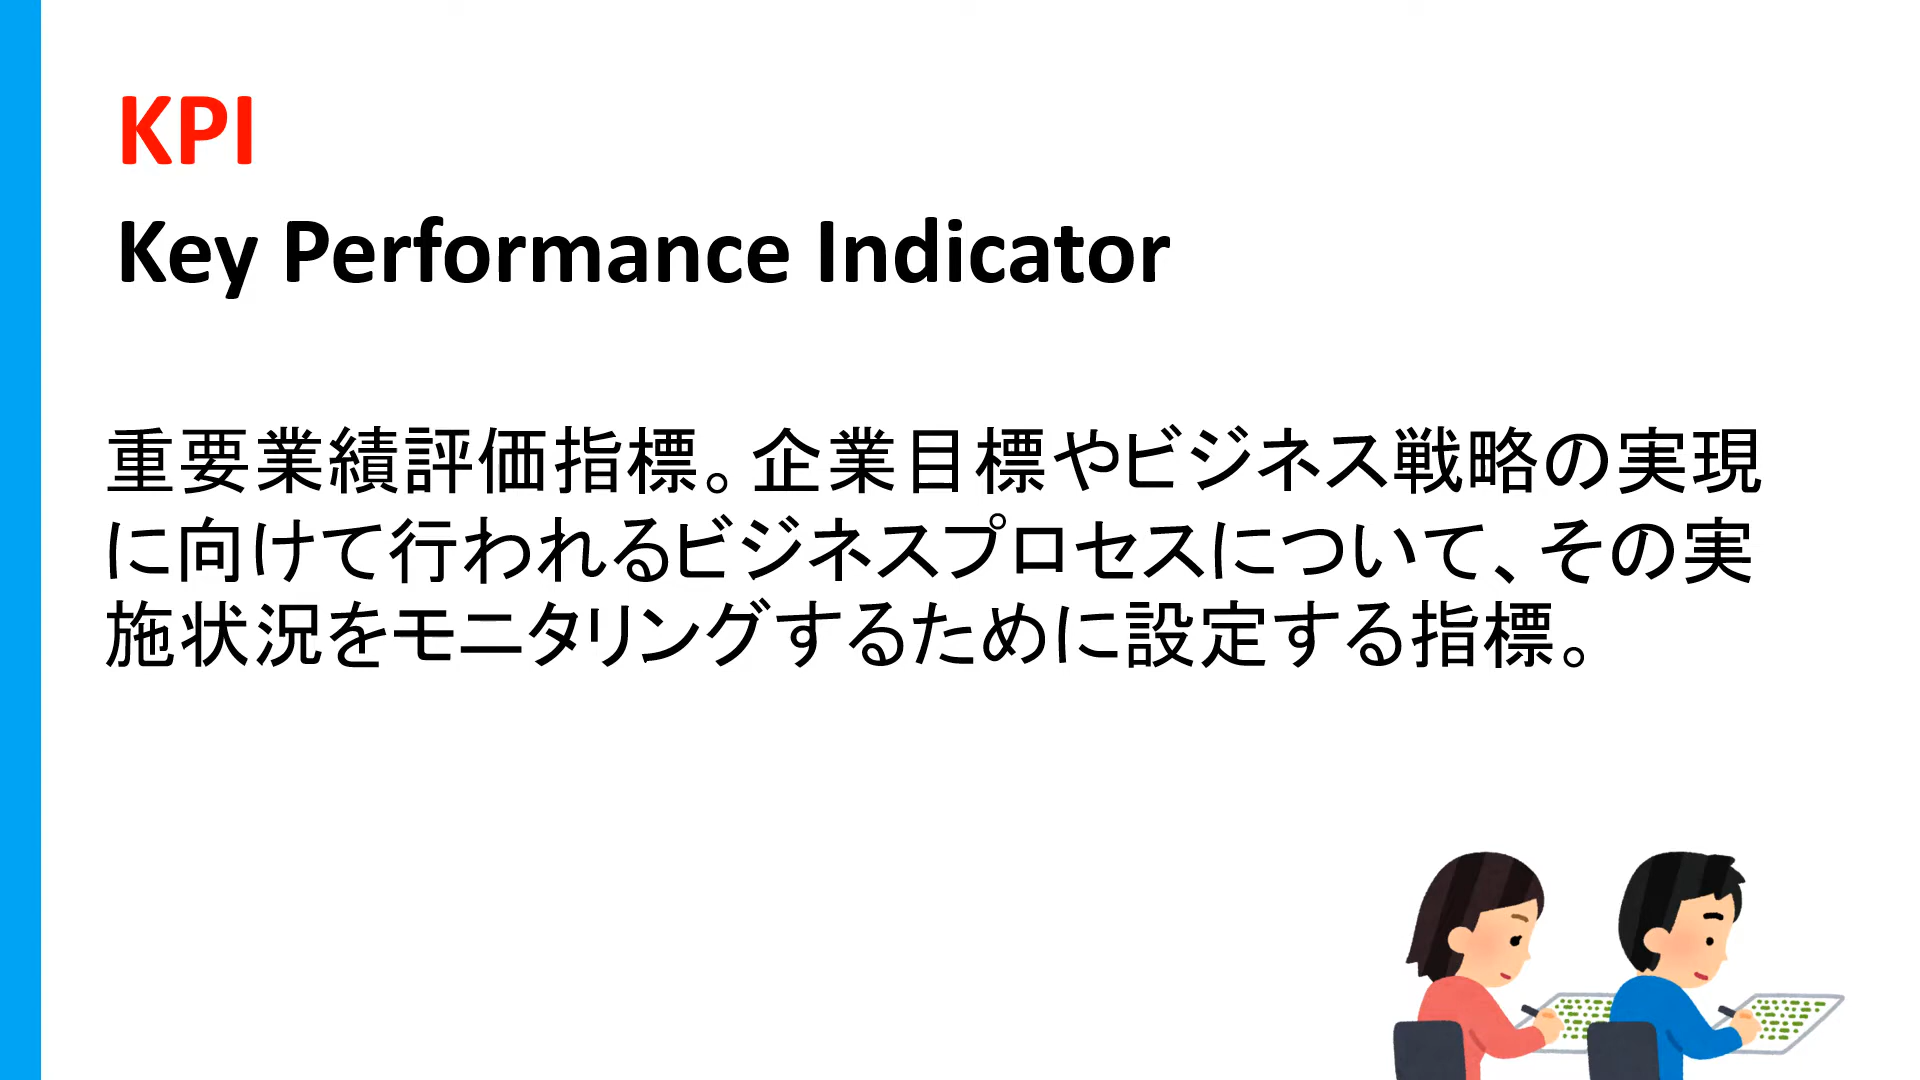 KPI
Key Performance Indicator
重要業績評価指標。企業目標やビジネス戦略の実現
に向けて行われるビジネスプロセスについて、その実
施状況をモニタリングするために設定する指標。